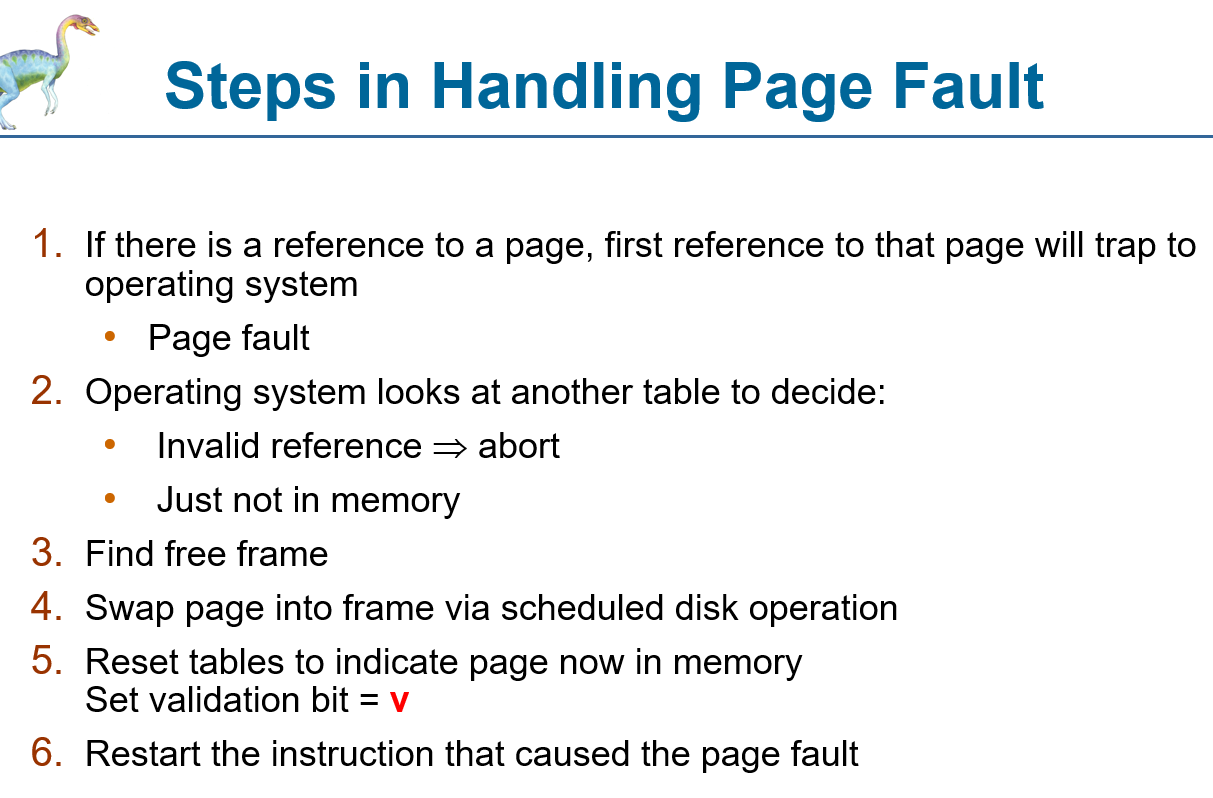 Steps in Handling Page Fault
1. If there is a reference to a page, first reference to that page will trap to
operating system
• Page fault
2. Operating system looks at another table to decide:
• Invalid reference ⇒ abort
• Just not in memory
3. Find free frame
4. Swap page into frame via scheduled disk operation
5. Reset tables to indicate page now in memory
Set validation bit = v
6. Restart the instruction that caused the page fault